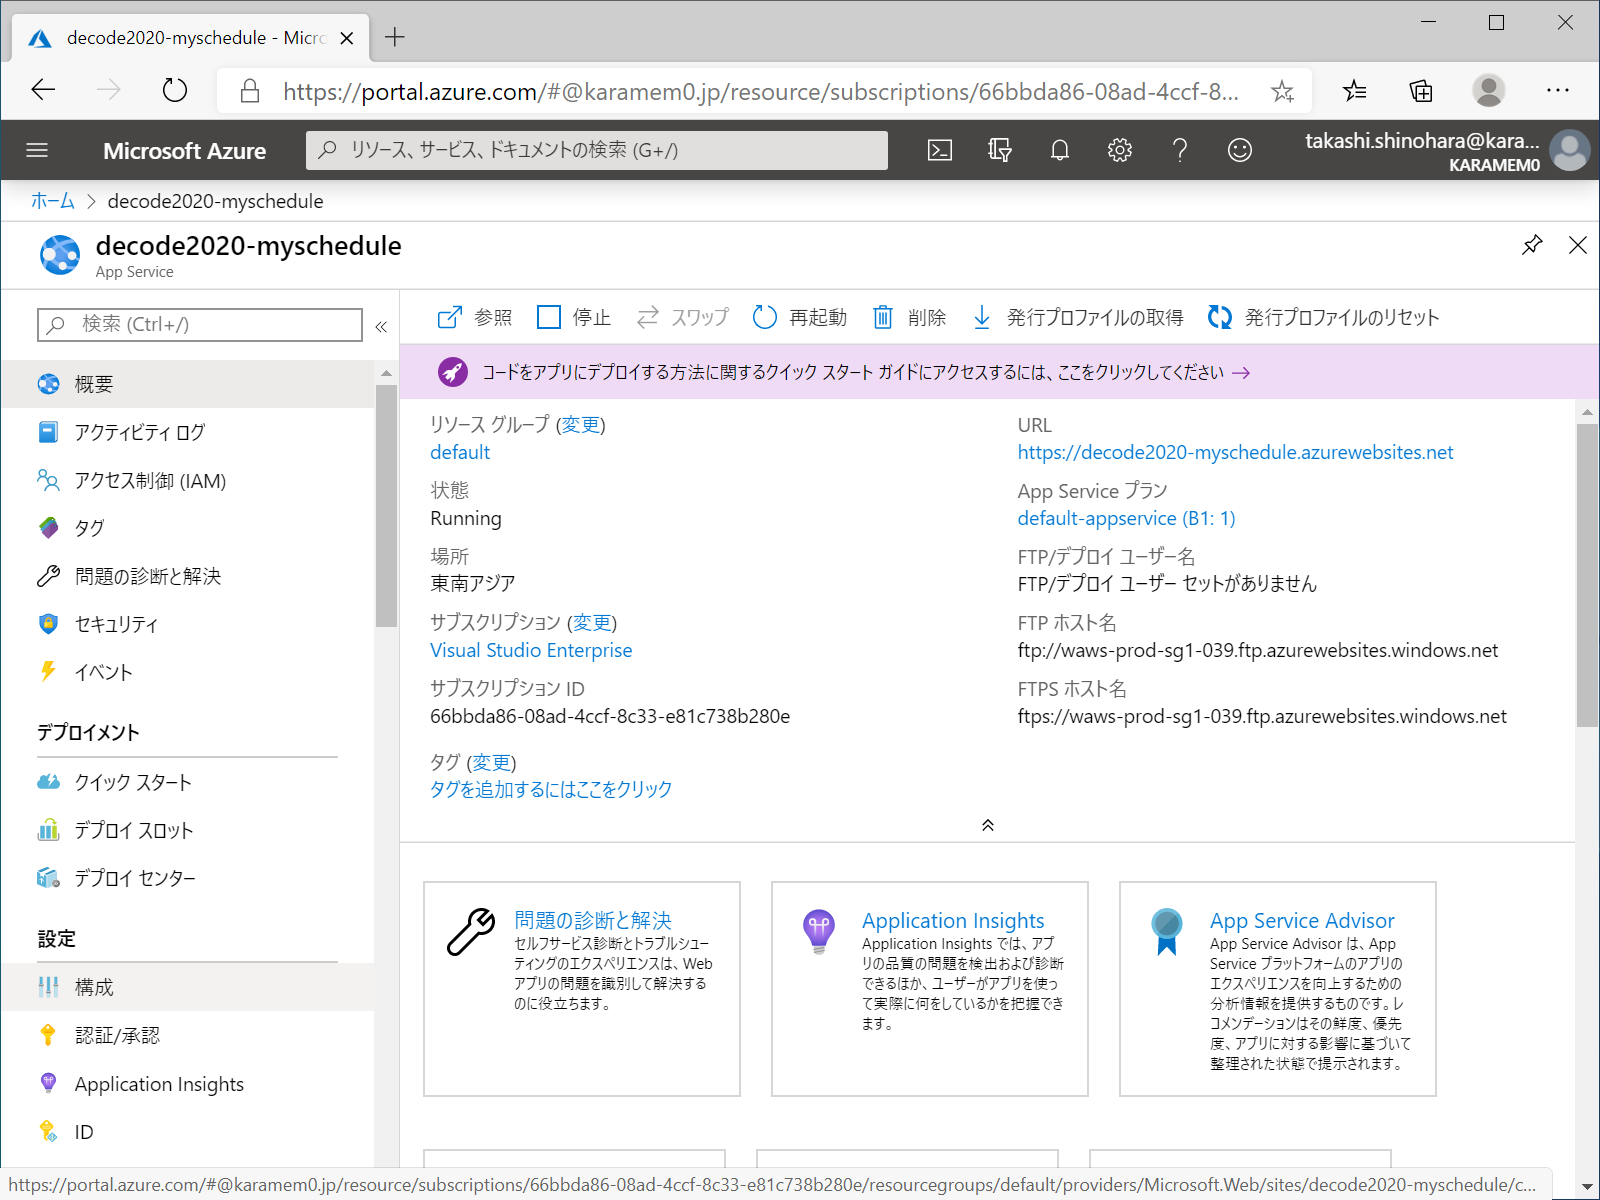 decode2020-myschedule - Micro
https://portal.azure.com/#@karamem0.jp/resource/subscriptions/66bbda86-08ad-4ccf-8...
Microsoft Azure
リソース、サービス、ドキュメントの検索 (G+/)
takashi.shinohara@kara...
KARAMEM0
ホーム > decode2020-myschedule
decode2020-myschedule
App Service
検索 (Ctrl+/)
«
概要
アクティビティ ログ
アクセス制御 (IAM)
タグ
問題の診断と解決
セキュリティ
イベント
デプロイメント
クイック スタート
デプロイ スロット
デプロイ センター
設定
構成
認証/承認
Application Insights
ID
参照 停止 スワップ 再起動 削除 発行プロファイルの取得 発行プロファイルのリセット
コードをアプリにデプロイする方法に関するクイック スタート ガイドにアクセスするには、ここをクリックしてください →
リソース グループ (変更)
default
状態
Running
場所
東南アジア
サブスクリプション (変更)
Visual Studio Enterprise
サブスクリプション ID
66bbda86-08ad-4ccf-8c33-e81c738b280e
タグ (変更)
タグを追加するにはここをクリック
URL
https://decode2020-myschedule.azurewebsites.net
App Service プラン
default-appservice (B1: 1)
FTP/デプロイ ユーザー名
FTP/デプロイ ユーザー セットがありません
FTP ホスト名
ftp://waws-prod-sg1-039.ftp.azurewebsites.windows.net
FTPS ホスト名
ftps://waws-prod-sg1-039.ftp.azurewebsites.windows.net
問題の診断と解決
セルフサービス診断とトラブルシュー
ティングのエクスペリエンスは、Web
アプリの問題を識別して解決する
のに役立ちます。
Application Insights
Application Insights では、アプ
リの品質の問題を検出および診断
できるほか、ユーザーがアプリを使っ
て実際に何をしているかを把握でき
ます。
App Service Advisor
App Service Advisor は、App
Service プラットフォームのアプリの
エクスペリエンスを向上するための
分析情報を提供するものです。レ
コメンデーションはその鮮度、優先
度、アプリに対する影響に基づいて
整理された状態で提示されます。
https://portal.azure.com/#@karamem0.jp/resource/subscriptions/66bbda86-08ad-4ccf-8c33-e81c738b280e/resourcegroups/default/providers/Microsoft.Web/sites/decode2020-myschedule/c...